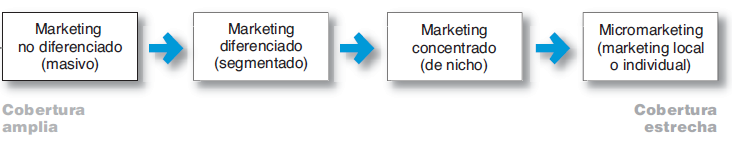 Marketing
no diferenciado
(masivo)
Marketing
diferenciado
(segmentado)
Marketing
concentrado
(de nicho)
Micromarketing
(marketing local
o individual)
Cobertura
amplia
Cobertura
estrecha